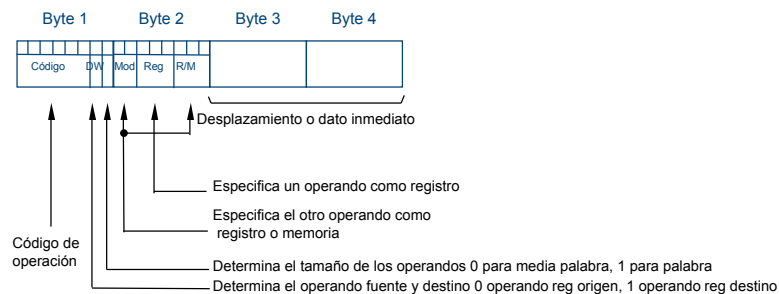 Byte 1 Byte 2 Byte 3 Byte 4
Código DW Mod Reg R/M
Desplazamiento o dato inmediato
Especifica un operando como registro
Especifica el otro operando como
registro o memoria
Código de
operación
Determina el tamaño de los operandos 0 para media palabra, 1 para palabra
Determina el operando fuente y destino 0 operando reg origen, 1 operando reg destino